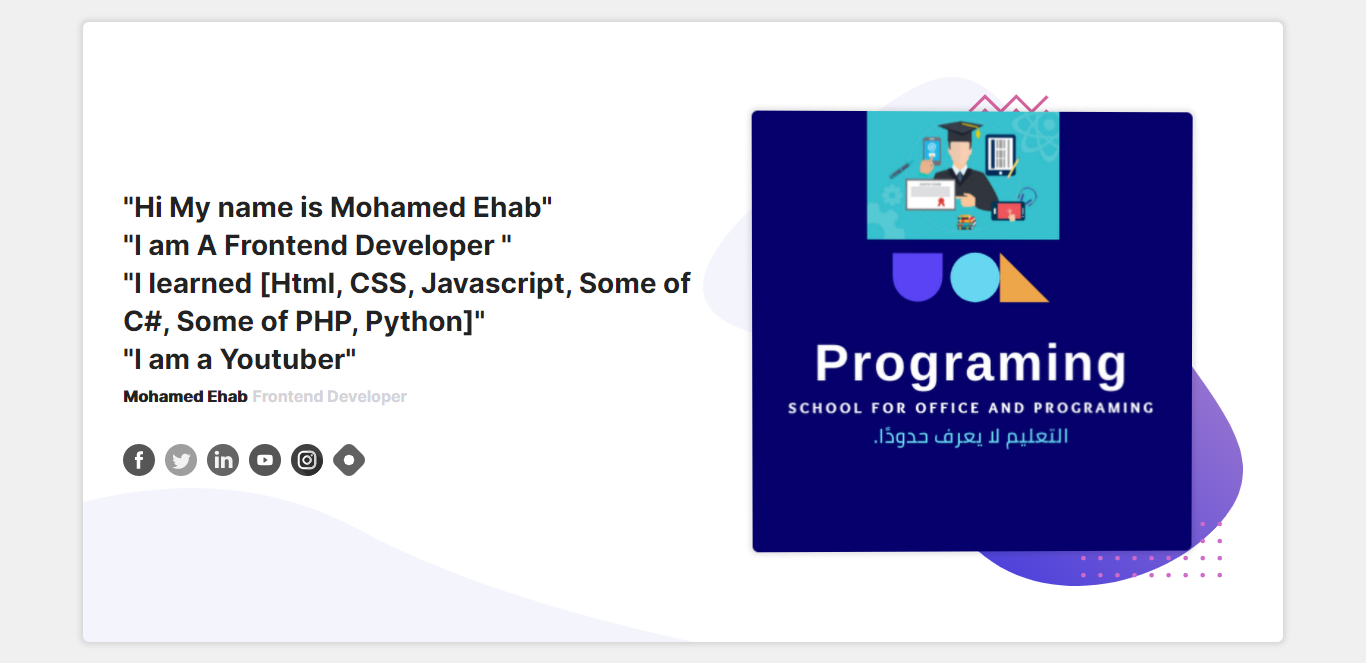 "Hi My name is Mohamed Ehab"
"I am A Frontend Developer "
"I learned [Html, CSS, Javascript, Some of
C#, Some of PHP, Python]"
"I am a Youtuber"
Mohamed Ehab Frontend Developer
Programing
SCHOOL FOR OFFICE AND PROGRAMING
التعليم لا يعرف حدودًا.